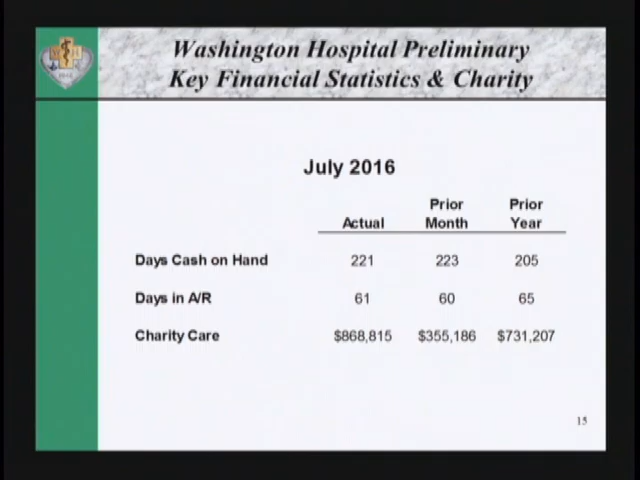 Washington Hospital Preliminary
Key Financial Statistics & Charity
July 2016
Actual Prior Month Prior Year
Days Cash on Hand 221 223 205
Days in A/R 61 60 65
Charity Care $868,815 $355,186 $731,207
15